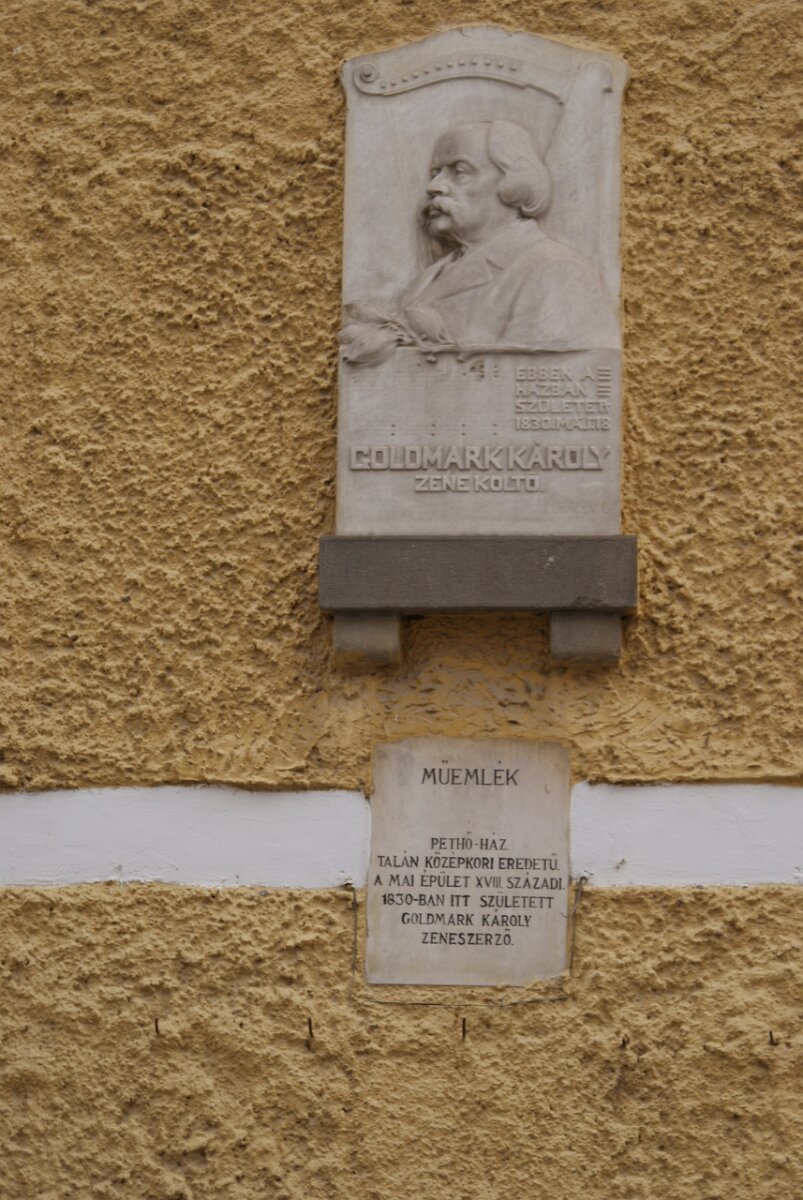 EBBEN A
HÁZBAN
SZÜLETETT
1830.MÁJ.18
GOLDMARK KÁROLY
ZENE KÖLTŐ.
MŰEMLÉK
PETHŐ-HÁZ.
TALÁN KÖZÉPKORI EREDETŰ.
A MAI ÉPÜLET XVIII. SZÁZADI.
1830-BAN ITT SZÜLETETT
GOLDMARK KÁROLY
ZENESZERZŐ.